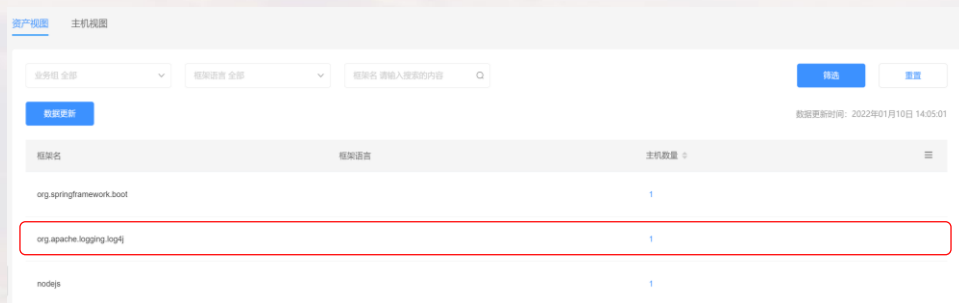 资产视图 主机视图
业务组 全部 框架语言 全部 框架名 请输入搜索的内容 筛选 重置
数据更新 数据更新时间：2022年01月10日 14:05:01
框架名 框架语言 主机数量
org.springframework.boot 1
org.apache.logging.log4j 1
nodejs 1